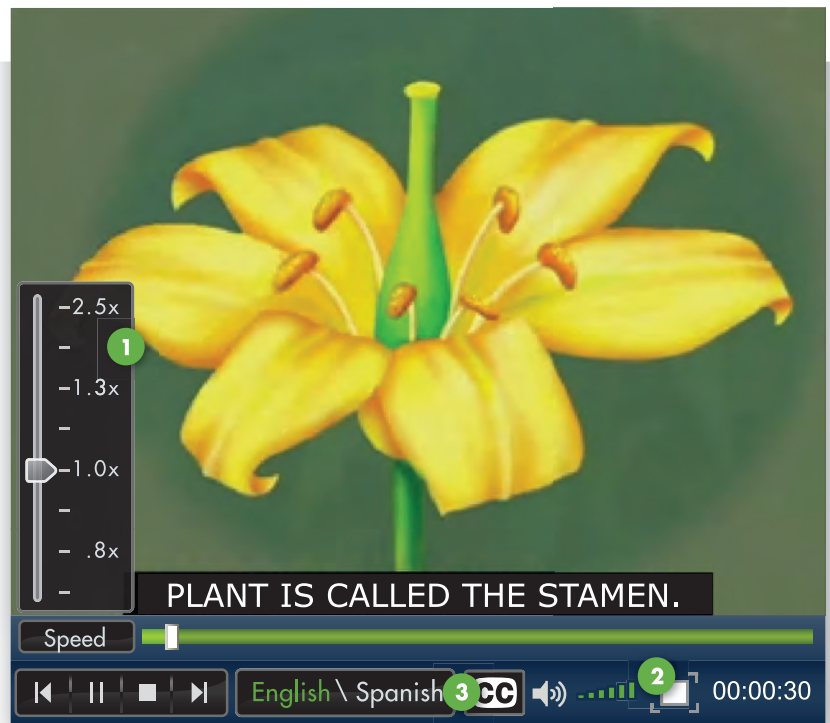 –2.5x
1
–1.3x
–1.0x
.8x
PLANT IS CALLED THE STAMEN.
Speed
English \ Spanish
3
CC
2
00:00:30